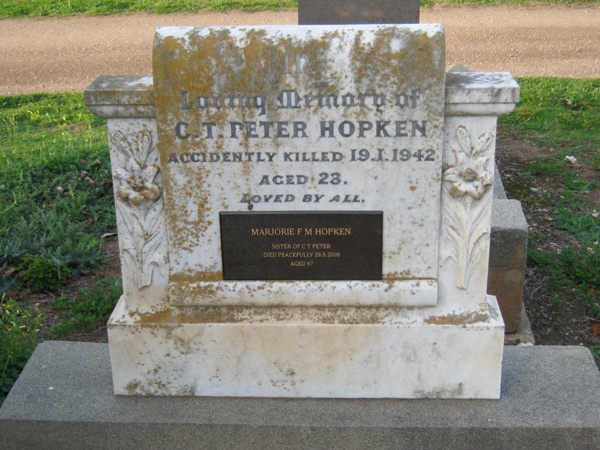 In
Loving Memory of
C. T. PETER HOPKEN
ACCIDENTLY KILLED 19.1.1942
AGED 23.
LOVED BY ALL.
MARJORIE F M HOPKEN
SISTER OF C T PETER
DIED PEACEFULLY 29.8.2008
AGED 87